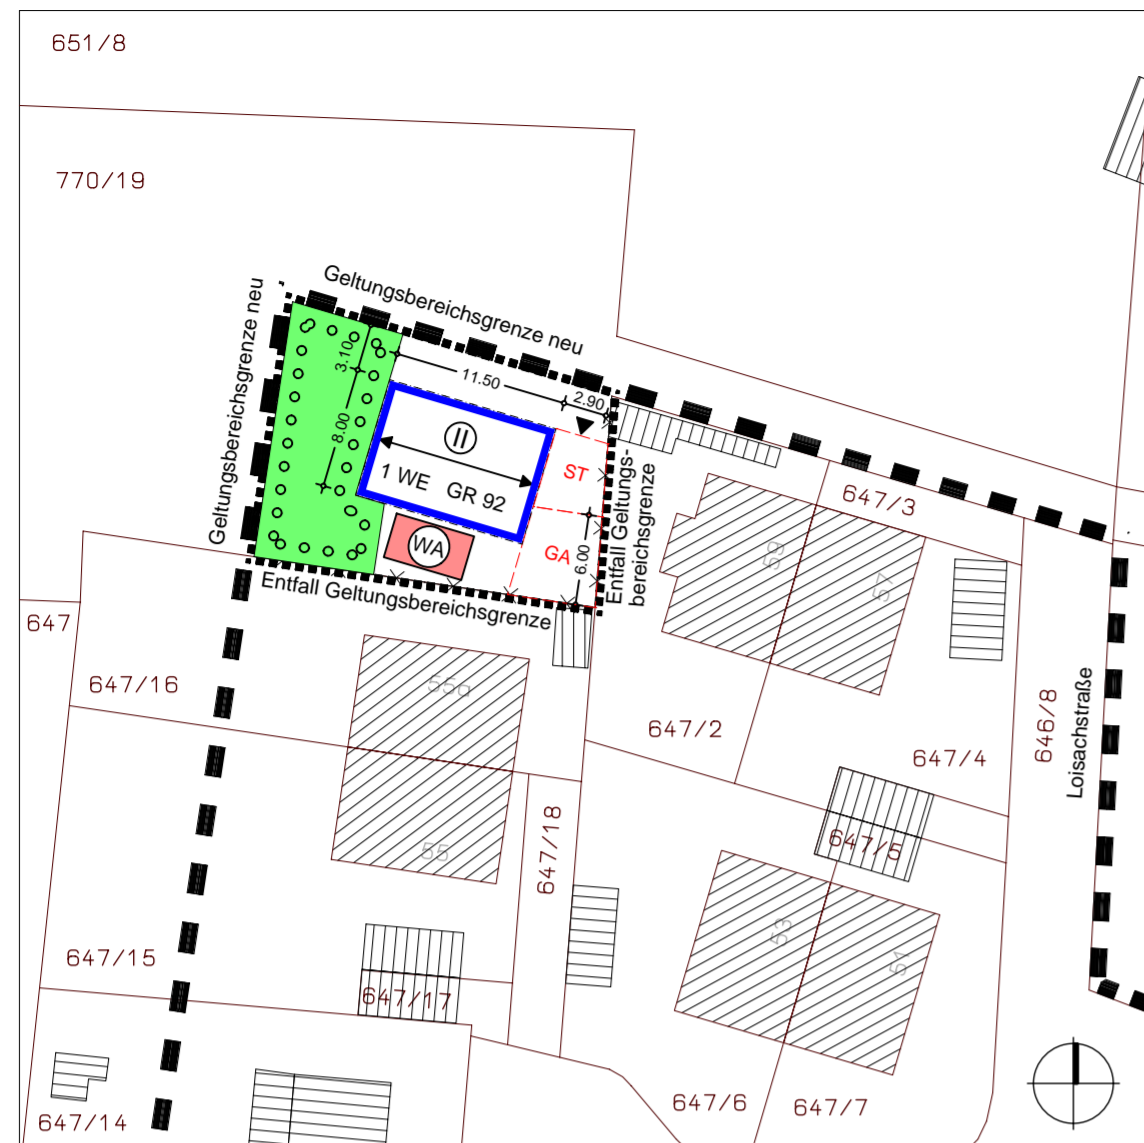 651/8
770/19
Geltungsbereichsgrenze neu
Geltungsbereichsgrenze neu
3.10
11.50
2.90
8.00
II
1 WE GR 92
ST
GA
6.00
WA
Entfall Geltungs-
bereichsgrenze
Entfall Geltungsbereichsgrenze
647/3
59
57
647
647/16
55a
647/2
647/4
646/8
Loisachstraße
55
647/18
647/5
53
51
647/15
647/17
647/14
647/6
647/7